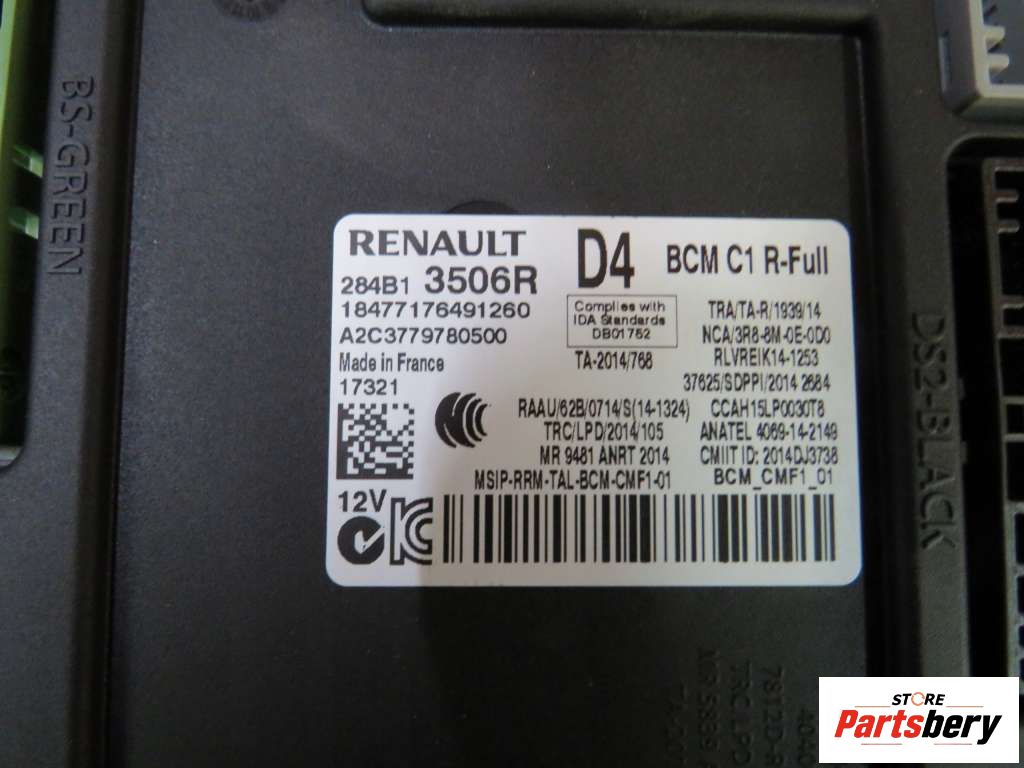 BS-GREEN
RENAULT
284B1 3506R
18477176491260
A2C3779780500
Made in France
17321
D4
BCM C1 R-Full
Complies with
IDA Standards
DB01752
TA-2014/768
TRA/TA-R/1939/14
NCA/3R8-8M-0E-0D0
RLVREIK14-1253
37625/SDPPI/2014 2684
RAAU/62B/0714/S(14-1324)
CCAH15LP0030T8
TRC/LPD/2014/105
ANATEL 4069-14-2149
MR 9481 ANRT 2014
CMIIT ID: 2014DJ3738
MSIP-RRM-TAL-BCM-CMF1-01
BCM_CMF1_01
12V
DS2-BLACK
STORE
Partsbery